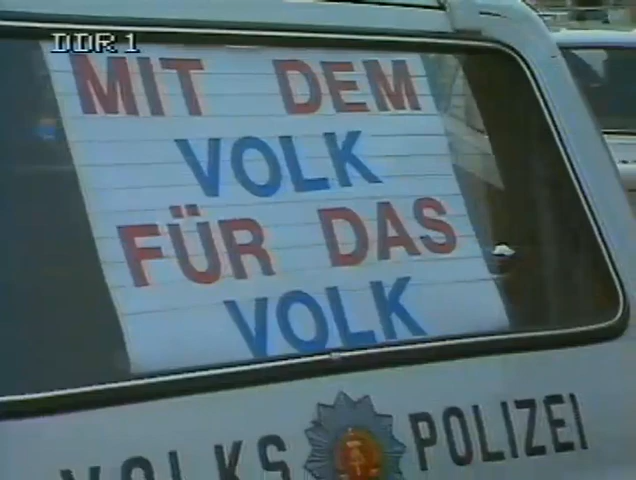 DDR 1
MIT DEM
VOLK
FÜR DAS
VOLK
VOLKS POLIZEI